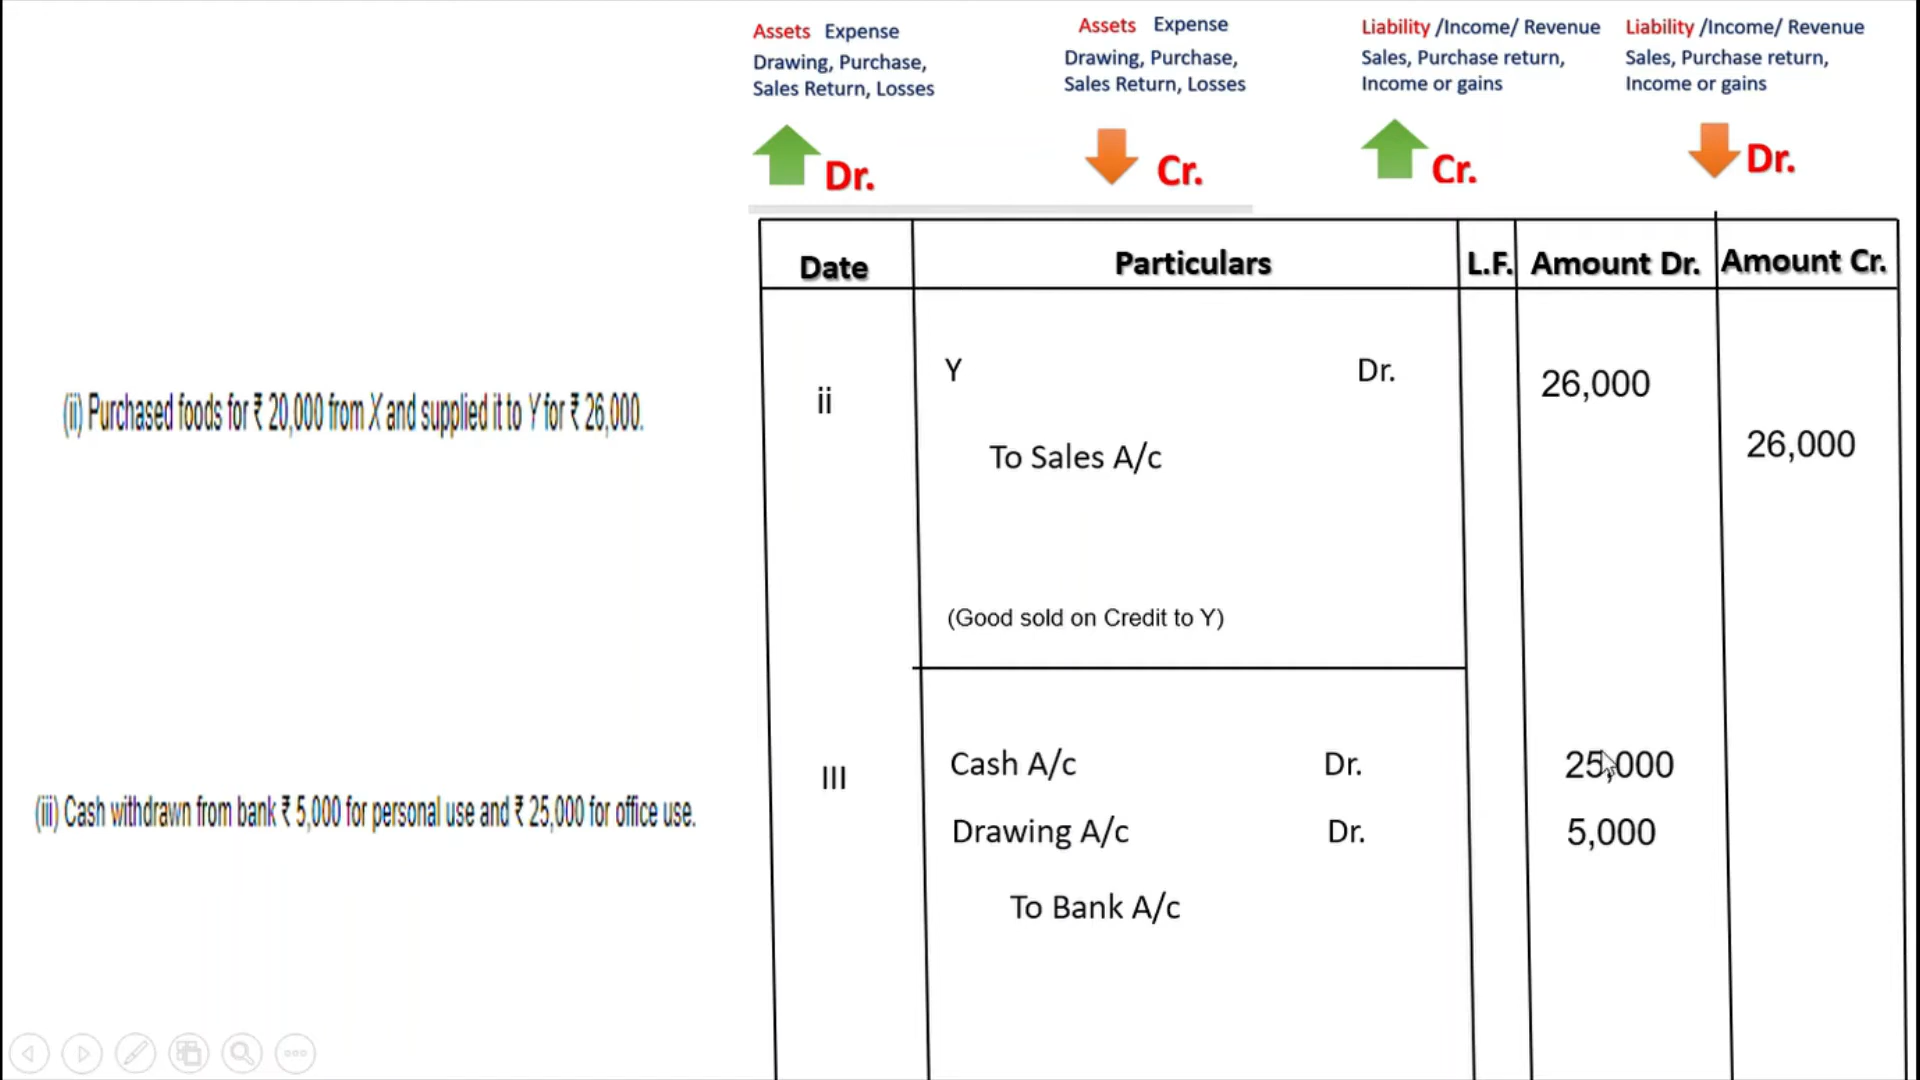 Assets Expense
Drawing, Purchase,
Sales Return, Losses
Dr.
Assets Expense
Drawing, Purchase,
Sales Return, Losses
Cr.
Liability /Income/ Revenue
Sales, Purchase return,
Income or gains
Cr.
Liability /Income/ Revenue
Sales, Purchase return,
Income or gains
Dr.
Date Particulars L.F. Amount Dr. Amount Cr.
(ii) Purchased foods for ₹ 20,000 from X and supplied it to Y for ₹ 26,000.
ii Y Dr. 26,000
To Sales A/c 26,000
(Good sold on Credit to Y)
(iii) Cash withdrawn from bank ₹ 5,000 for personal use and ₹ 25,000 for office use.
III Cash A/c Dr. 25,000
Drawing A/c Dr. 5,000
To Bank A/c